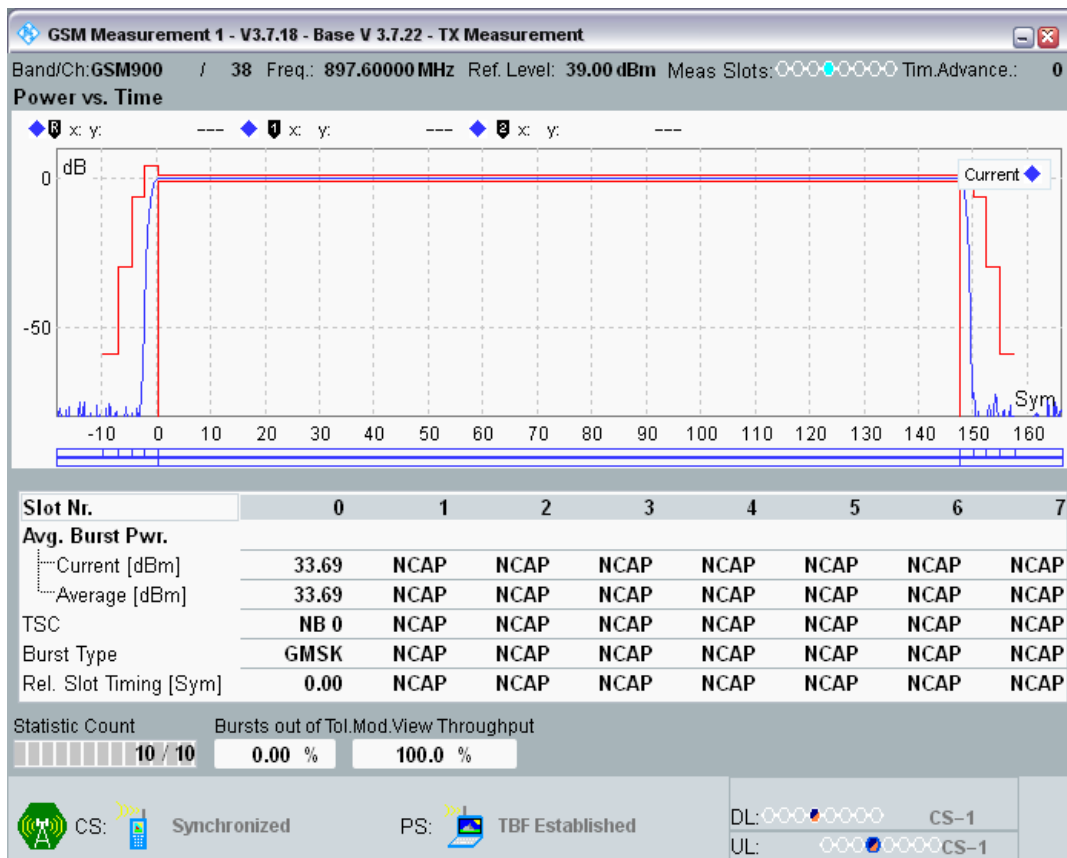 GSM Measurement 1 - V3.7.18 - Base V 3.7.22 - TX Measurement
Band/Ch:GSM900 / 38 Freq.: 897.60000 MHz Ref. Level: 39.00 dBm Meas Slots: Tim.Advance.: 0
Power vs. Time
R x: y: --- 1 x: y: --- 2 x: y: ---
dB
Current
0
-50
Sym
-10 0 10 20 30 40 50 60 70 80 90 100 110 120 130 140 150 160
Slot Nr. 0 1 2 3 4 5 6 7
Avg. Burst Pwr.
Current [dBm] 33.69 NCAP NCAP NCAP NCAP NCAP NCAP NCAP
Average [dBm] 33.69 NCAP NCAP NCAP NCAP NCAP NCAP NCAP
TSC NB 0 NCAP NCAP NCAP NCAP NCAP NCAP NCAP
Burst Type GMSK NCAP NCAP NCAP NCAP NCAP NCAP NCAP
Rel. Slot Timing [Sym] 0.00 NCAP NCAP NCAP NCAP NCAP NCAP NCAP
Statistic Count Bursts out of Tol.Mod.View Throughput
10 / 10 0.00 % 100.0 %
CS: Synchronized PS: TBF Established
DL: CS-1
UL: CS-1